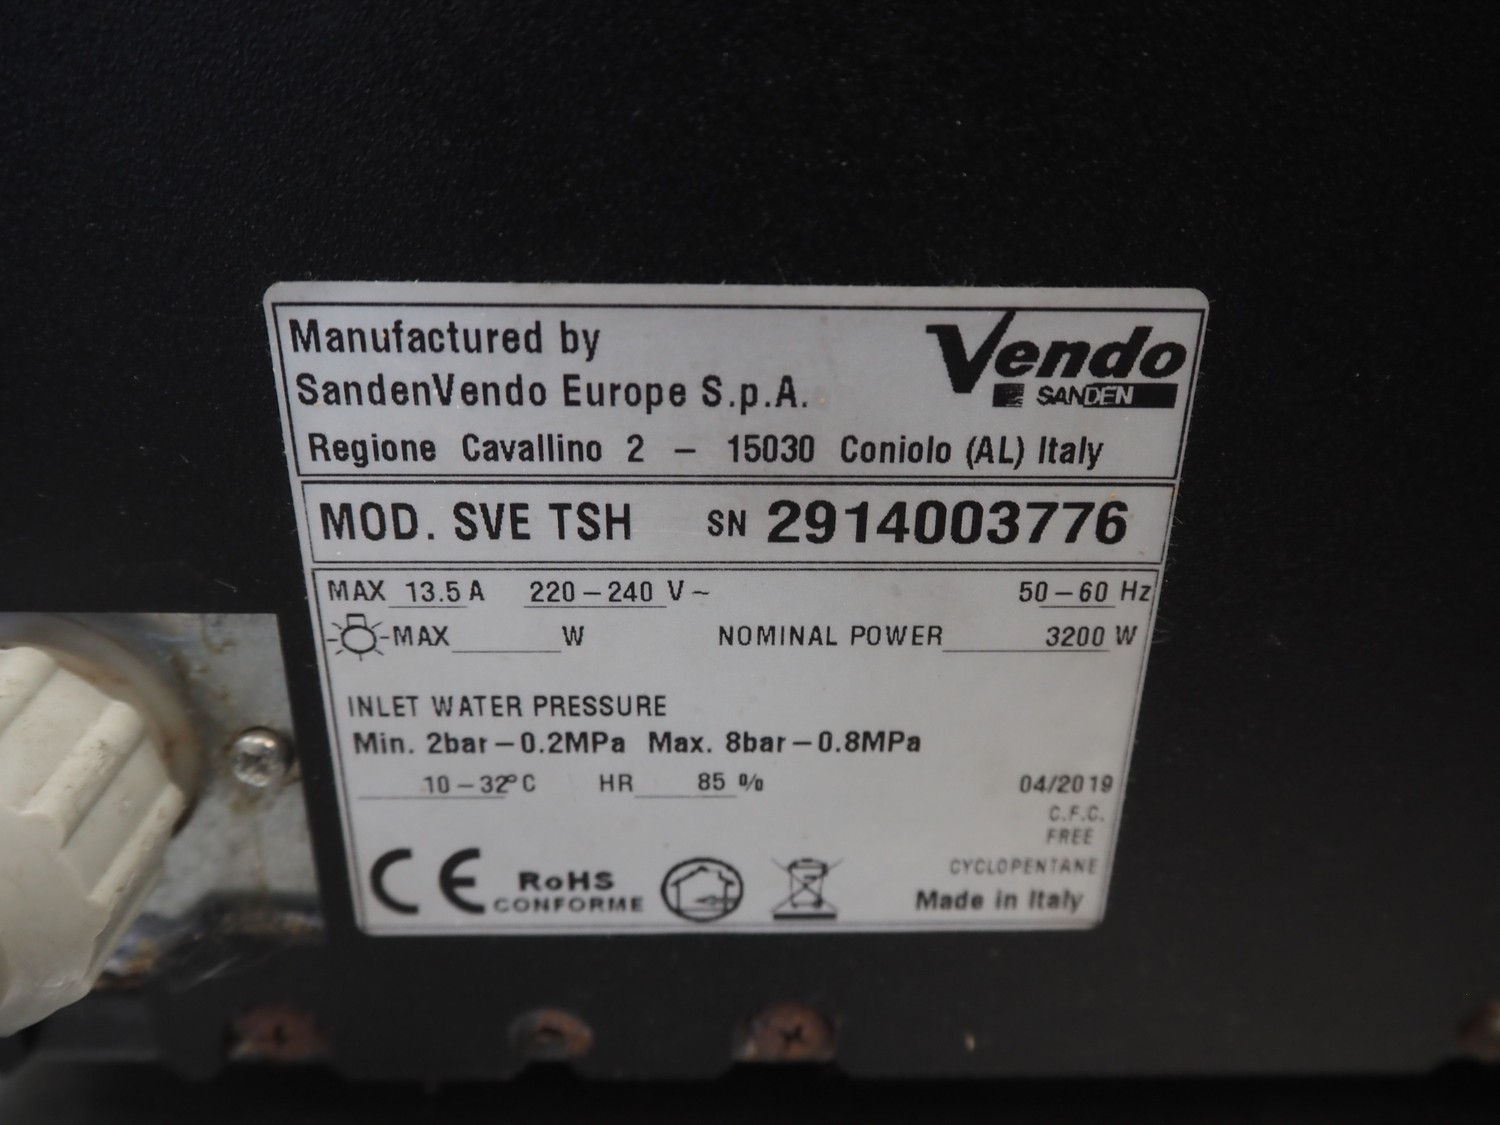 Manufactured by
Vendo
SandenVendo Europe S.p.A.
SANDEN
Regione Cavallino 2 – 15030 Coniolo (AL) Italy
MOD. SVE TSH SN 2914003776
MAX 13.5 A 220–240 V~ 50–60 Hz
MAX W NOMINAL POWER 3200 W
INLET WATER PRESSURE
Min. 2bar–0.2MPa Max. 8bar–0.8MPa
10–32°C HR 85 % 04/2019
C.F.C.
FREE
CYCLOPENTANE
CE RoHS
CONFORME
Made in Italy